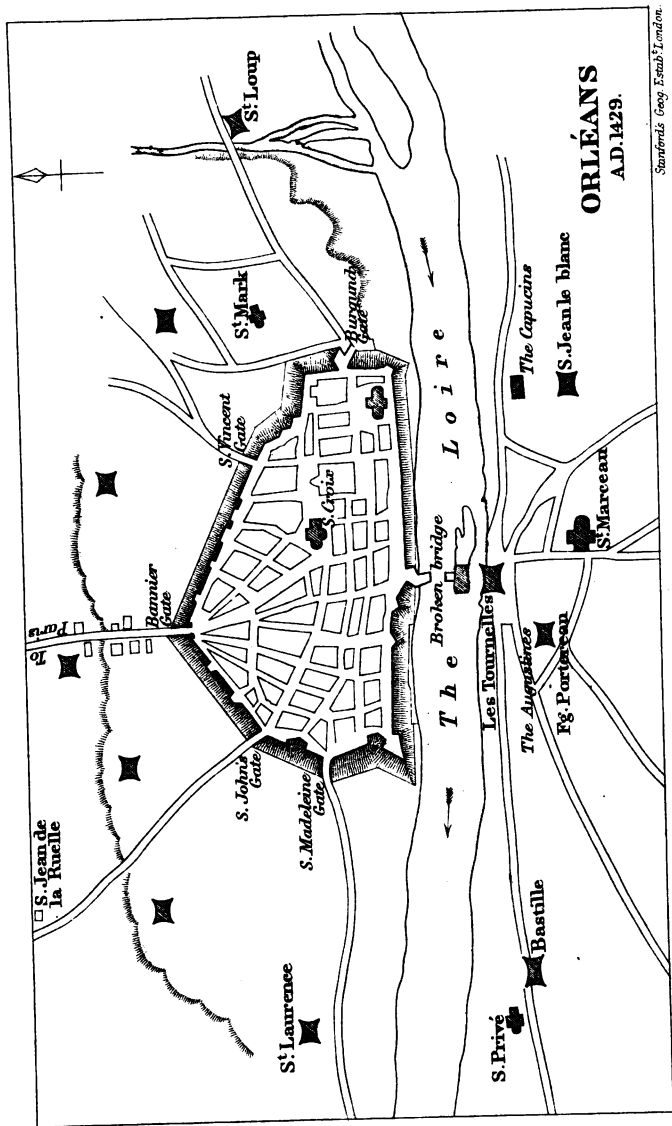 ORLÉANS
A.D. 1429.
To Paris
S. Jean de
la Ruelle
Bannier
Gate
S. Vincent
Gate
St. Mark
St. Loup
Burgundy
Gate
S. John's
Gate
S. Madeleine
Gate
S. Croix
St. Laurence
Broken bridge
The Loire
Les Tournelles
The Augustines
Fg. Portereau
St. Marceau
The Capucins
S. Jean le blanc
Bastille
S. Privé
Stanford's Geog. Estabt. London.